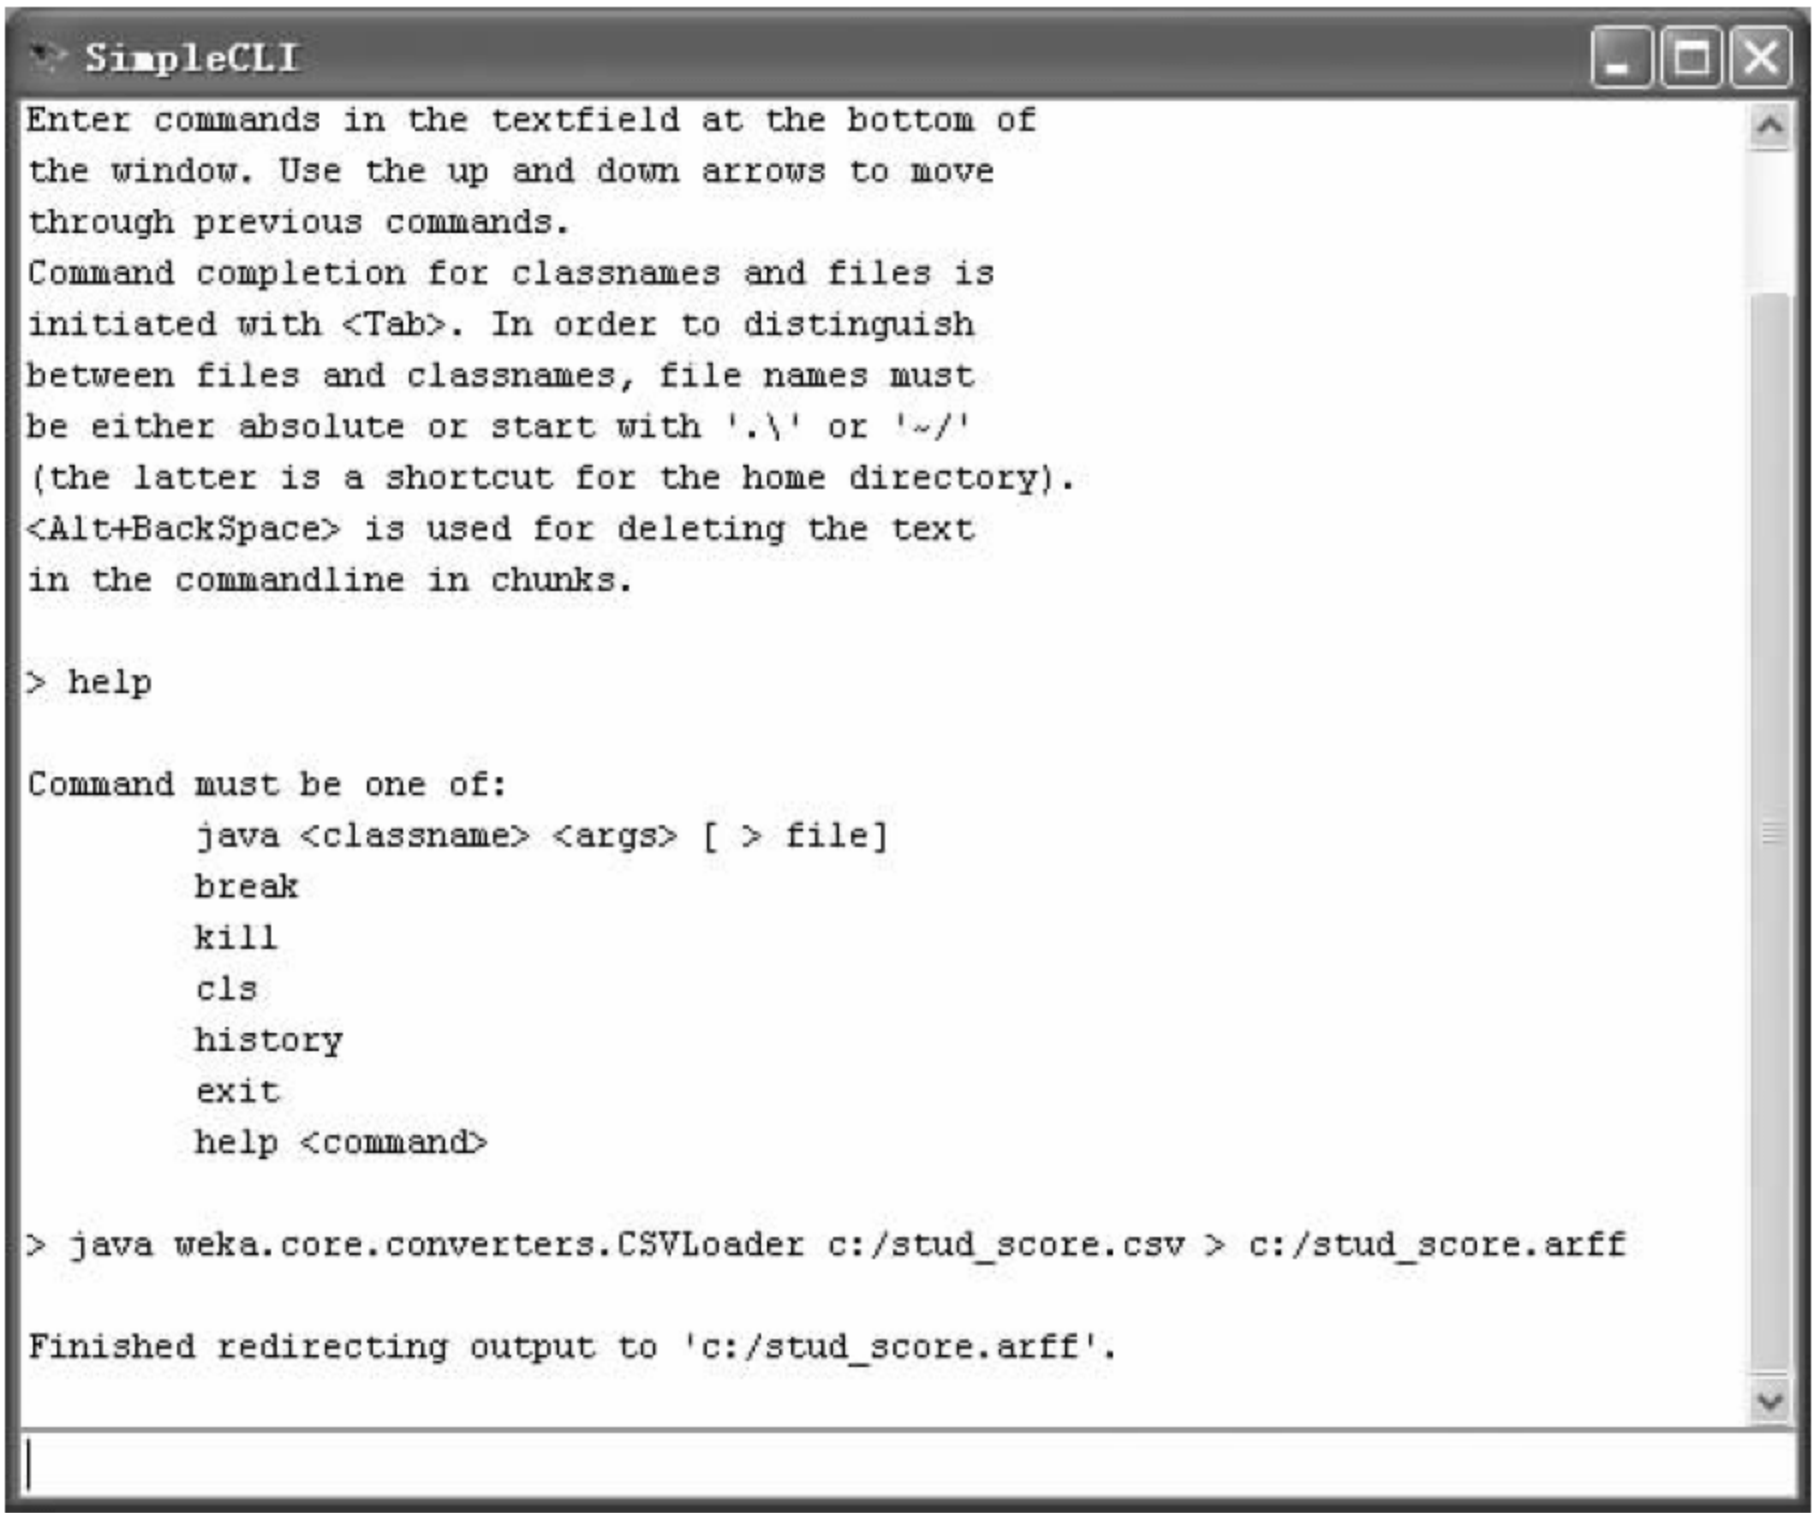 SimpleCLI
Enter commands in the textfield at the bottom of
the window. Use the up and down arrows to move
through previous commands.
Command completion for classnames and files is
initiated with <Tab>. In order to distinguish
between files and classnames, file names must
be either absolute or start with '.\' or '~/'
(the latter is a shortcut for the home directory).
<Alt+BackSpace> is used for deleting the text
in the commandline in chunks.
> help
Command must be one of:
java <classname> <args> [ > file]
break
kill
cls
history
exit
help <command>
> java weka.core.converters.CSVLoader c:/stud_score.csv > c:/stud_score.arff
Finished redirecting output to 'c:/stud_score.arff'.